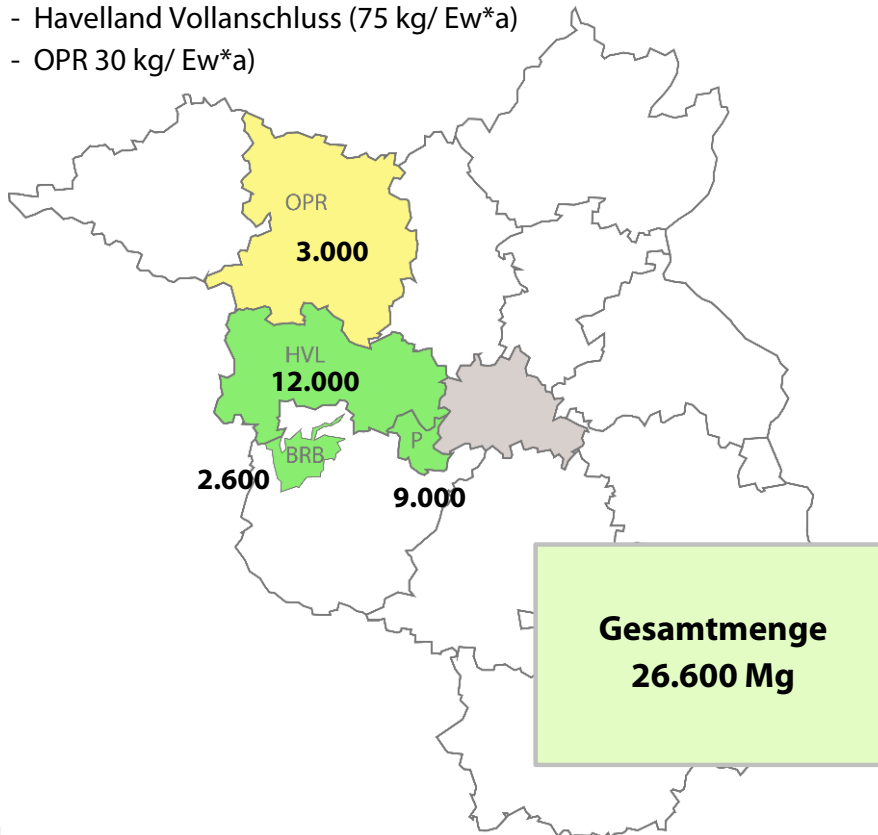 - Havelland Vollanschluss (75 kg/ Ew*a)
- OPR 30 kg/ Ew*a)
OPR
3.000
HVL
12.000
P
BRB
2.600
9.000
Gesamtmenge
26.600 Mg